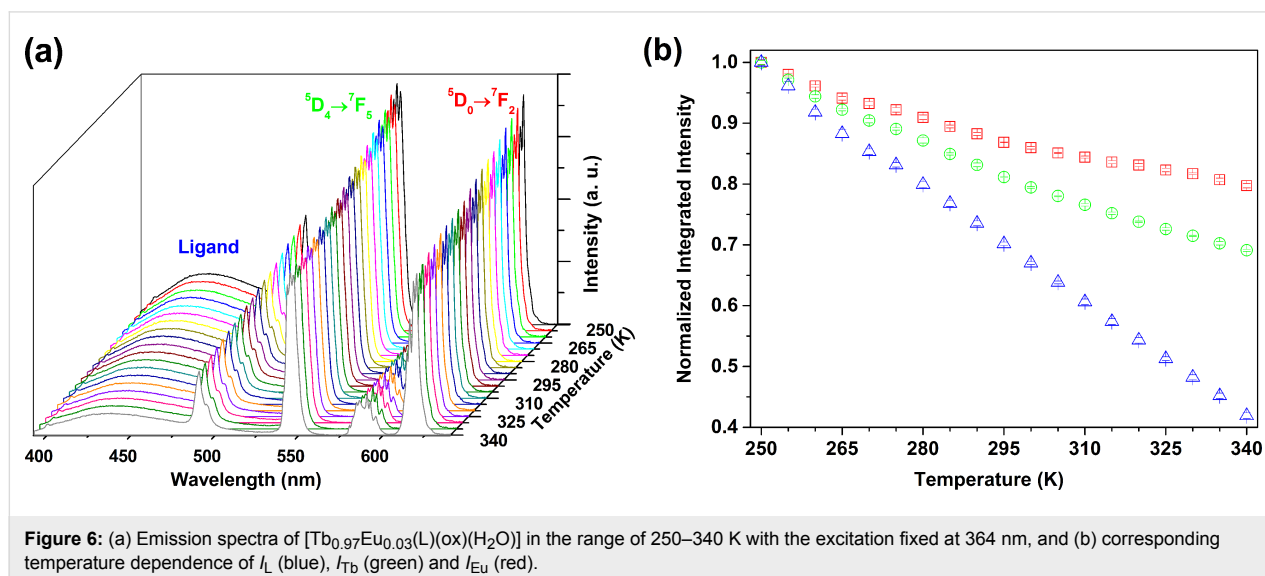 (a)
⁵D₄→⁷F₅
⁵D₀→⁷F₂
Ligand
Intensity (a. u.)
250
265
280
295
310
325
340
Temperature (K)
400 450 500 550 600
Wavelength (nm)
(b)
1.0
0.9
0.8
0.7
0.6
0.5
0.4
Normalized Integrated Intensity
250 265 280 295 310 325 340
Temperature (K)
Figure 6: (a) Emission spectra of [Tb₀.₉₇Eu₀.₀₃(L)(ox)(H₂O)] in the range of 250–340 K with the excitation fixed at 364 nm, and (b) corresponding
temperature dependence of I_L (blue), I_Tb (green) and I_Eu (red).